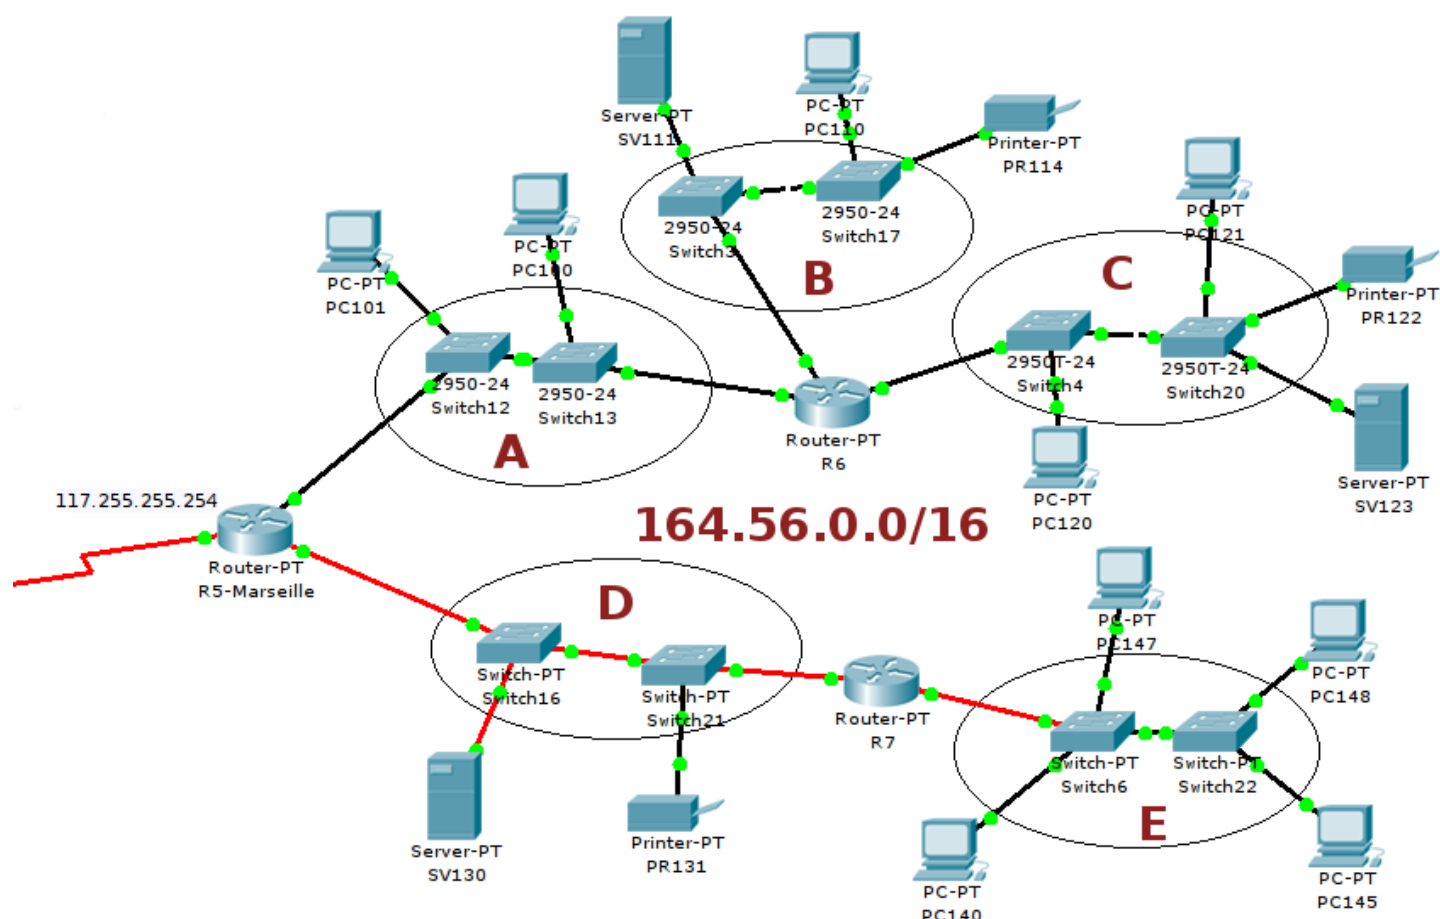 Server-PT
SV111
PC-PT
PC110
Printer-PT
PR114
2950-24
Switch3
2950-24
Switch17
B
PC-PT
PC121
C
Printer-PT
PR122
2950T-24
Switch4
2950T-24
Switch20
PC-PT
PC120
Server-PT
SV123
PC-PT
PC101
PC-PT
PC100
2950-24
Switch12
2950-24
Switch13
A
Router-PT
R6
117.255.255.254
Router-PT
R5-Marseille
164.56.0.0/16
D
Switch-PT
Switch16
Switch-PT
Switch21
Router-PT
R7
Server-PT
SV130
Printer-PT
PR131
PC-PT
PC147
PC-PT
PC148
Switch-PT
Switch6
Switch-PT
Switch22
E
PC-PT
PC140
PC-PT
PC145